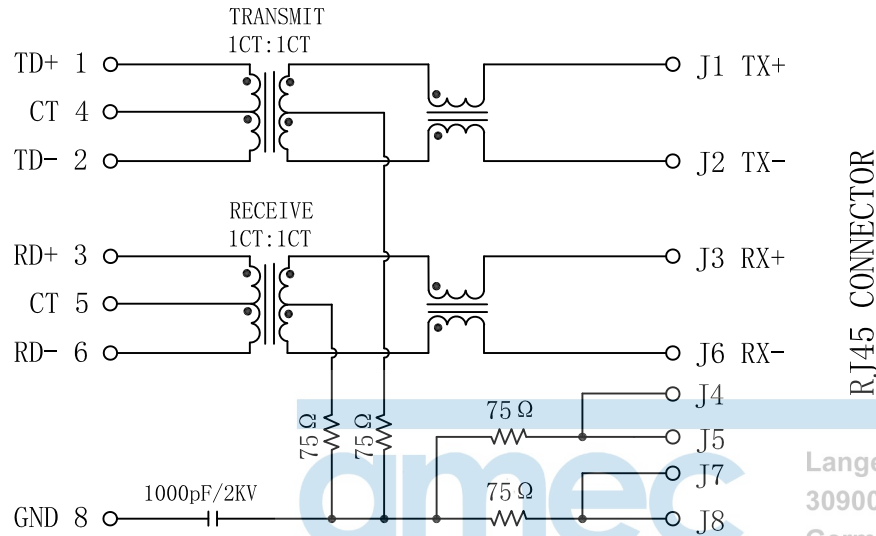 TRANSMIT
1CT:1CT
TD+ 1
CT 4
TD- 2
J1 TX+
J2 TX-
RECEIVE
1CT:1CT
RD+ 3
CT 5
RD- 6
J3 RX+
J6 RX-
RJ45 CONNECTOR
J4
J5
J7
J8
75Ω
75Ω
75Ω
75Ω
1000pF/2KV
GND 8
amec
Lange
30900